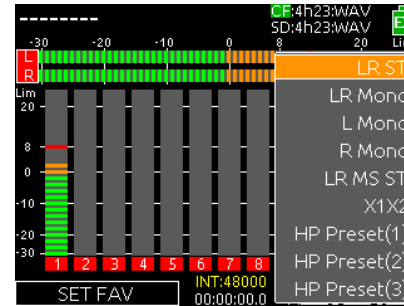 CF:4h23:WAV
SD:4h23:WAV
-30 -20 -10 0 8 20
L
R
LR ST
LR Mono
L Mono
R Mono
LR MS ST
X1X2
HP Preset(1)
HP Preset(2)
HP Preset(3)
Lim
20
8
0
-10
-20
-30
1 2 3 4 5 6 7 8
SET FAV
INT:48000
00:00:00.0